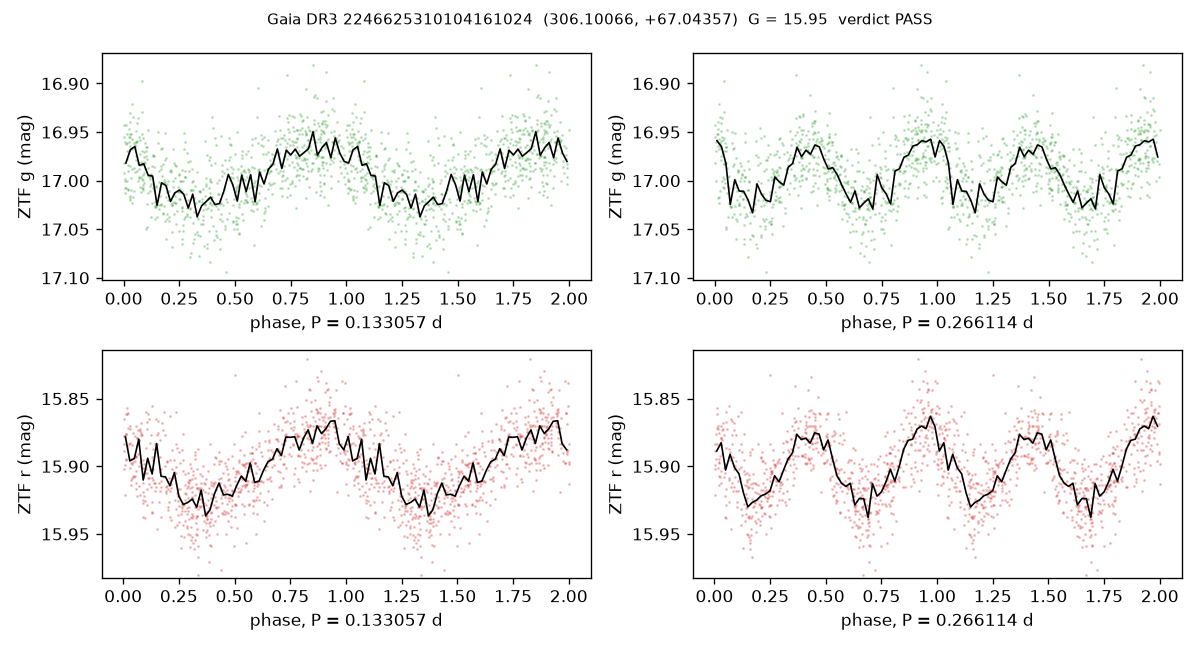 Gaia DR3 2246625310104161024 (306.10066, +67.04357) G = 15.95 verdict PASS
ZTF g (mag)
16.90
16.95
17.00
17.05
17.10
0.00 0.25 0.50 0.75 1.00 1.25 1.50 1.75 2.00
phase, P = 0.133057 d
ZTF g (mag)
16.90
16.95
17.00
17.05
17.10
0.00 0.25 0.50 0.75 1.00 1.25 1.50 1.75 2.00
phase, P = 0.266114 d
ZTF r (mag)
15.85
15.90
15.95
0.00 0.25 0.50 0.75 1.00 1.25 1.50 1.75 2.00
phase, P = 0.133057 d
ZTF r (mag)
15.85
15.90
15.95
0.00 0.25 0.50 0.75 1.00 1.25 1.50 1.75 2.00
phase, P = 0.266114 d